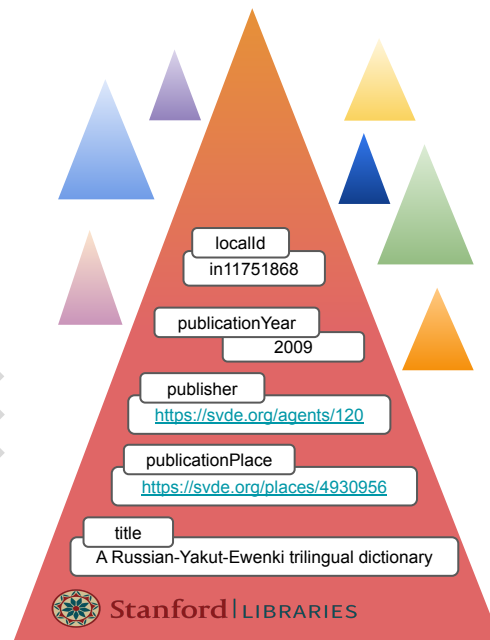 localId
in11751868
publicationYear
2009
publisher
https://svde.org/agents/120
publicationPlace
https://svde.org/places/4930956
title
A Russian-Yakut-Ewenki trilingual dictionary
Stanford | LIBRARIES